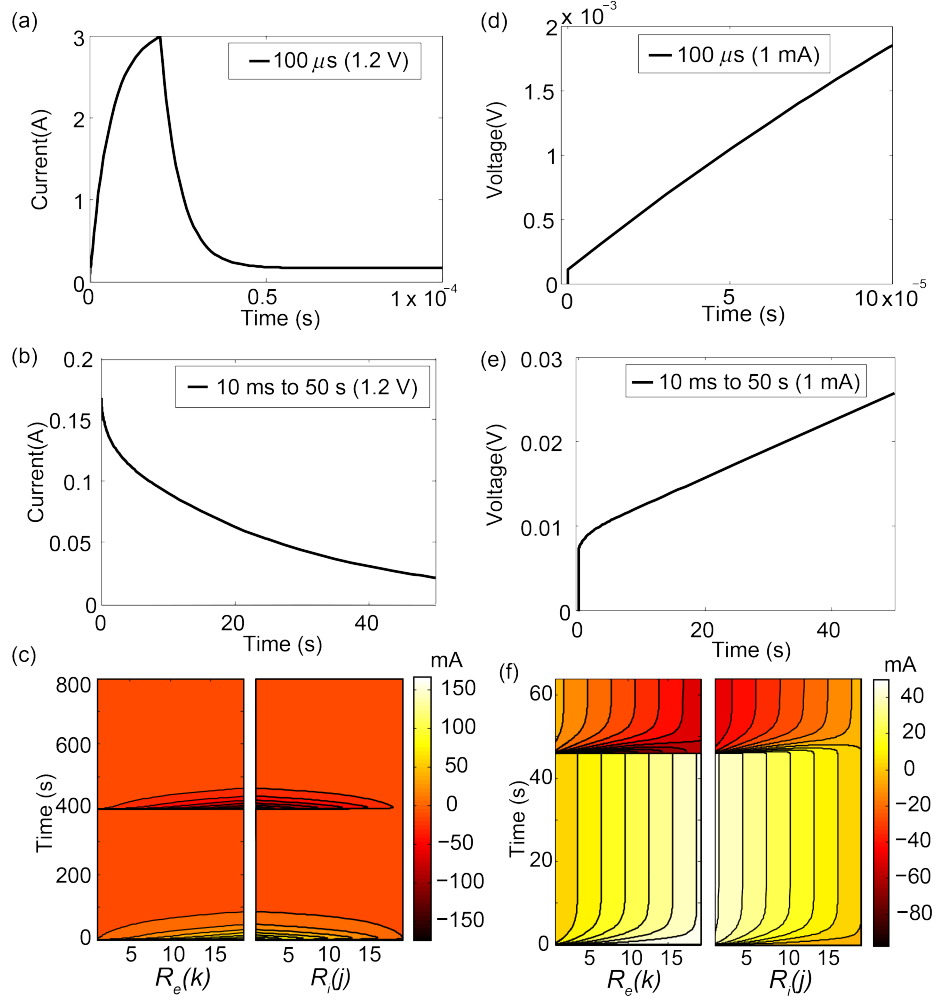 (a)
3
2
1
0
Current(A)
100 μs (1.2 V)
0
0.5
1 x 10⁻⁴
Time (s)
(d)
2 x 10⁻³
1.5
1
0.5
0
Voltage(V)
100 μs (1 mA)
0
5
10 x10⁻⁵
Time (s)
(b)
0.2
0.15
0.1
0.05
0
Current(A)
10 ms to 50 s (1.2 V)
0
20
40
Time (s)
(e)
0.03
0.02
0.01
0
Voltage(V)
10 ms to 50 s (1 mA)
0
20
40
Time (s)
(c)
800
600
400
200
0
Time (s)
5 10 15
Rₑ(k)
5 10 15
Rᵢ(j)
mA
150
100
50
0
−50
−100
−150
(f)
60
40
20
0
Time (s)
5 10 15
Rₑ(k)
5 10 15
Rᵢ(j)
mA
40
20
0
−20
−40
−60
−80